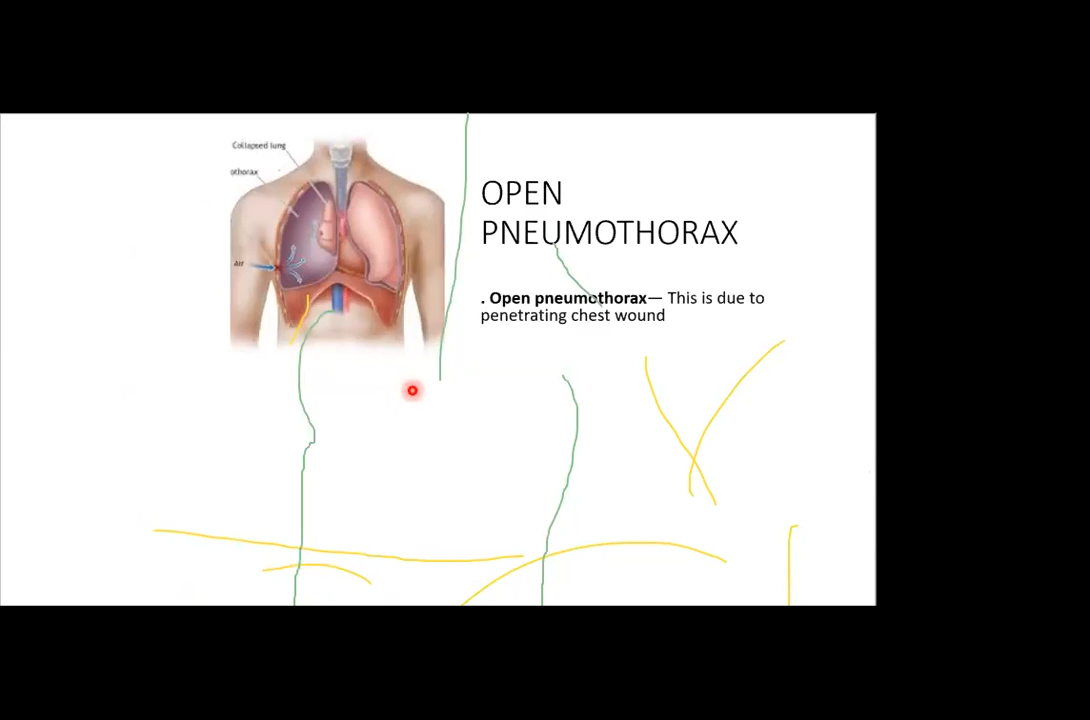 Collapsed lung
othorax
Air
OPEN
PNEUMOTHORAX
. Open pneumothorax— This is due to
penetrating chest wound